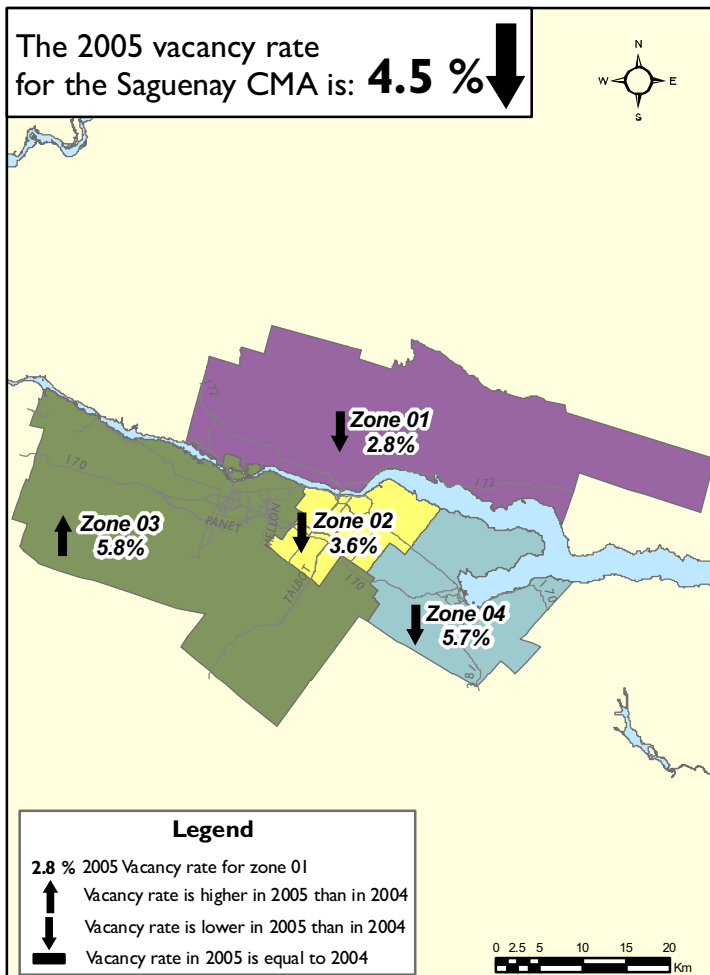 The 2005 vacancy rate
for the Saguenay CMA is: 4.5 %
N
W E
S
172
Zone 01
2.8%
170
172
Zone 03
5.8%
PANET
MELLON
Zone 02
3.6%
TALBOT
170
170
Zone 04
5.7%
381
Legend
2.8 % 2005 Vacancy rate for zone 01
Vacancy rate is higher in 2005 than in 2004
Vacancy rate is lower in 2005 than in 2004
Vacancy rate in 2005 is equal to 2004
0 2.5 5 10 15 20
Km